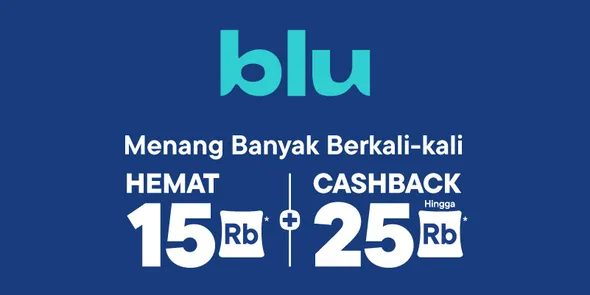 blu
Menang Banyak Berkali-kali
HEMAT
15Rb*
+
CASHBACK
Hingga
25Rb*